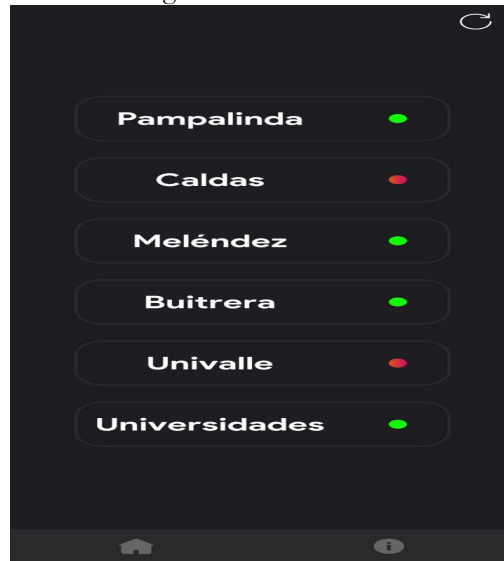 Pampalinda
Caldas
Meléndez
Buitrera
Univalle
Universidades